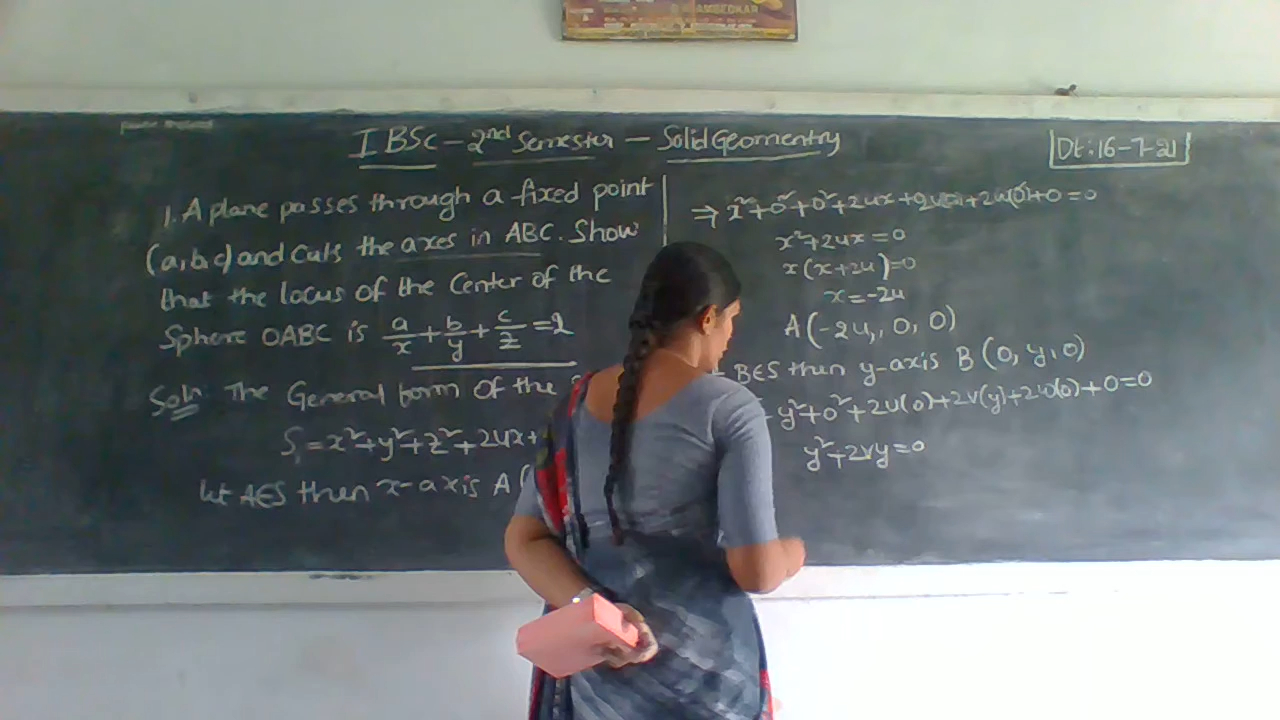 AMBEDKAR
I BSc - 2nd Semester - Solid Geomentry
Dt: 16-7-21
1. A plane passes through a fixed point
(a,b,c) and cuts the axes in ABC. Show
that the locus of the Center of the
Sphere OABC is a/x + b/y + c/z = 2
Soln The General form of the
S₁ = x² + y² + z² + 2ux +
let A∈S then x-axis A(
⇒ x² + 0² + 0² + 2ux + 2v(0) + 2w(0) + 0 = 0
x² + 2ux = 0
x(x+2u) = 0
x = -2u
A(-2u, 0, 0)
B∈S then y-axis B(0, y, 0)
y² + 0² + 2u(0) + 2v(y) + 2w(0) + 0 = 0
y² + 2vy = 0